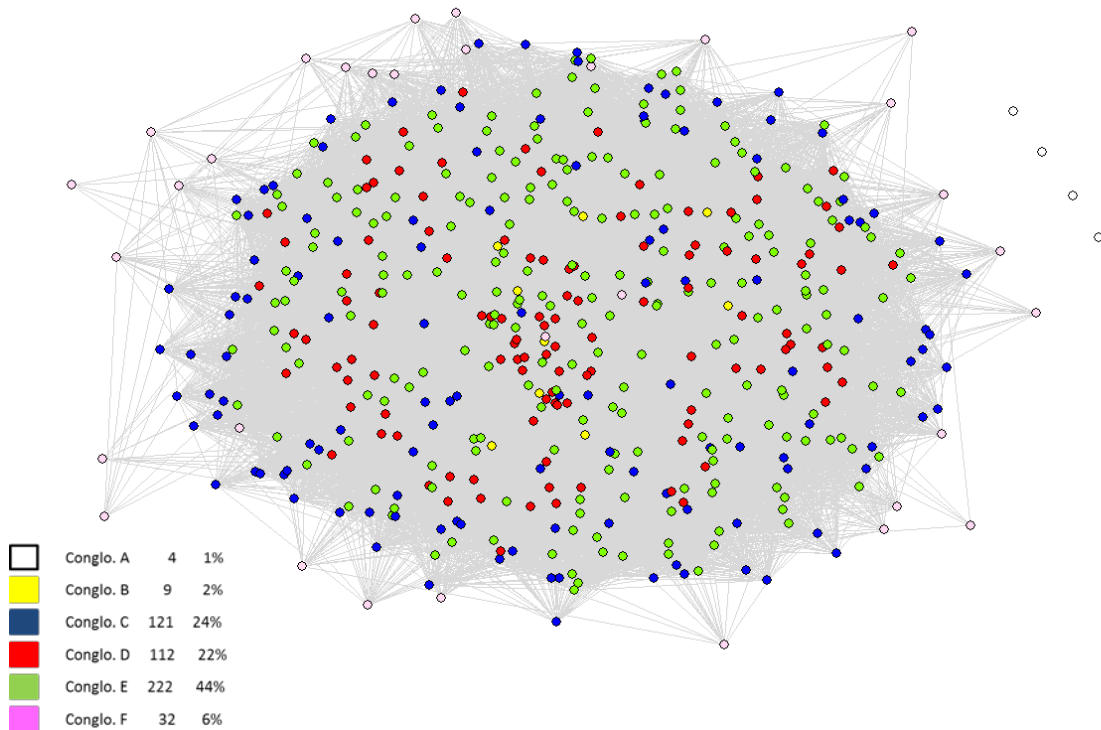 Conglo. A 4 1%
Conglo. B 9 2%
Conglo. C 121 24%
Conglo. D 112 22%
Conglo. E 222 44%
Conglo. F 32 6%